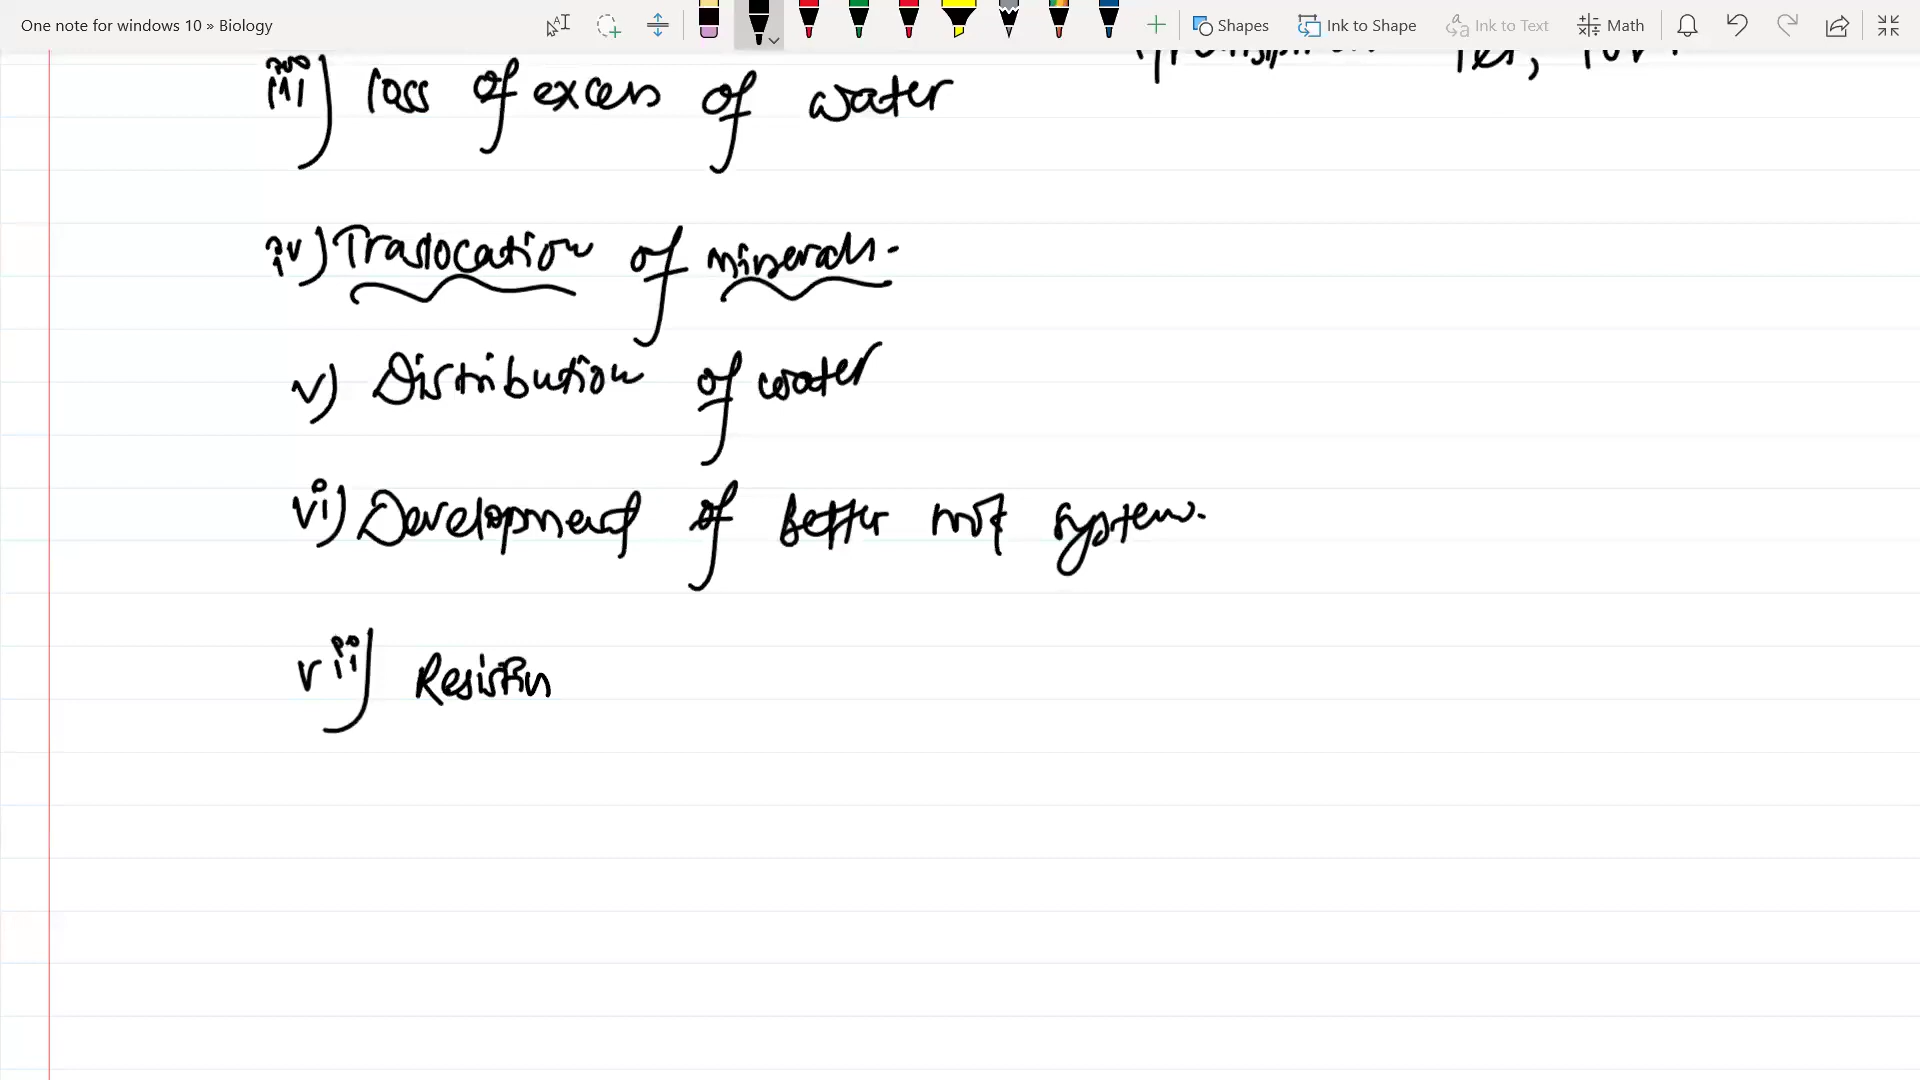 One note for windows 10 » Biology
Shapes
Ink to Shape
Ink to Text
Math
iii) loss of excess of water
iv) Traslocation of minerals.
v) Distribution of water
vi) Development of better root system.
vii) Resistin